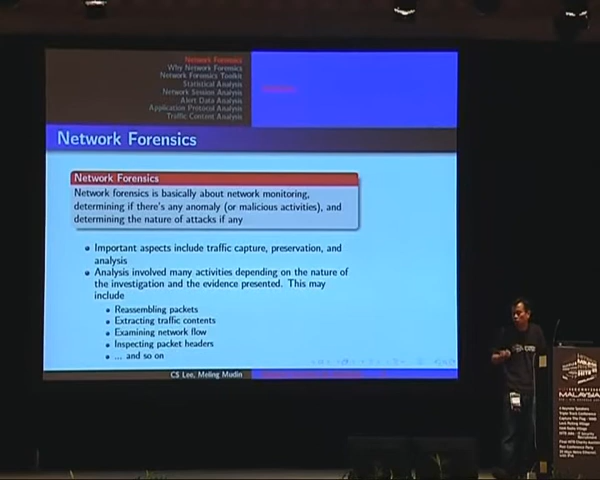 Network Forensics
Why Network Forensics
Network Forensics Toolkit
Statistical Analysis
Network Session Analysis
Alert Data Analysis
Application Protocol Analysis
Traffic Content Analysis
Network Forensics
Network Forensics
Network forensics is basically about network monitoring,
determining if there's any anomaly (or malicious activities), and
determining the nature of attacks if any
Important aspects include traffic capture, preservation, and
analysis
Analysis involved many activities depending on the nature of
the investigation and the evidence presented. This may
include
Reassembling packets
Extracting traffic contents
Examining network flow
Inspecting packet headers
... and so on
CS Lee, Meling Mudin
MALAYSIA